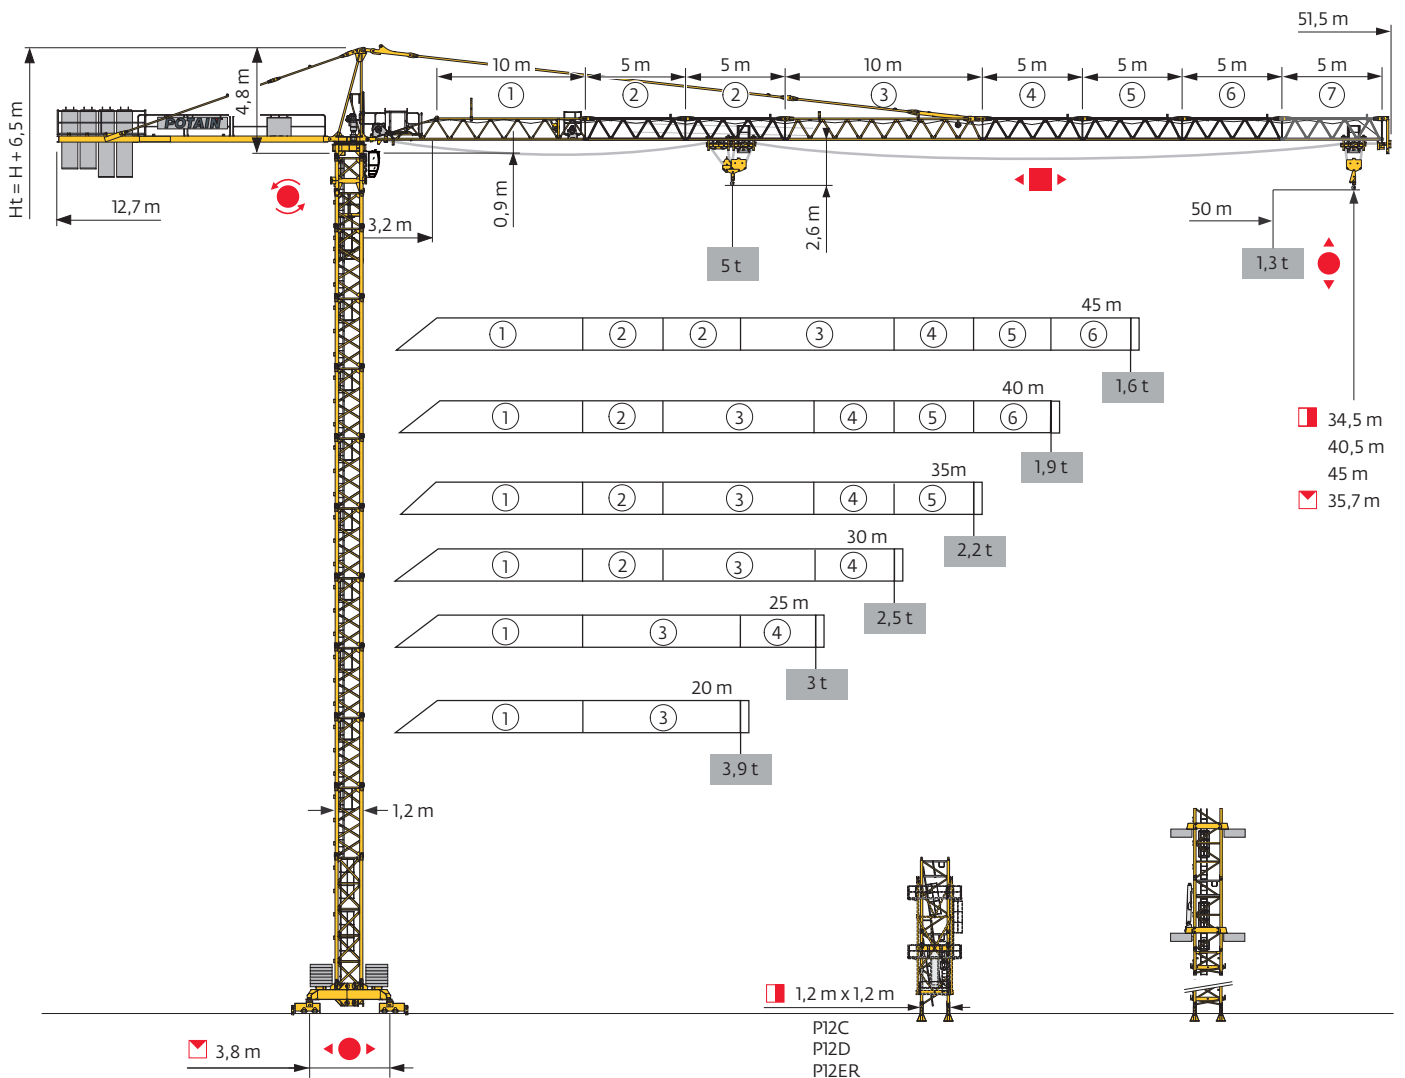 51,5 m
10 m
5 m
5 m
10 m
5 m
5 m
5 m
5 m
1
2
2
3
4
5
6
7
4,8 m
Ht = H + 6,5 m
POTAIN
12,7 m
3,2 m
0,9 m
2,6 m
50 m
5 t
1,3 t
45 m
1
2
2
3
4
5
6
1,6 t
40 m
1
2
3
4
5
6
1,9 t
34,5 m
40,5 m
45 m
35,7 m
35m
1
2
3
4
5
2,2 t
30 m
1
2
3
4
2,5 t
25 m
1
3
4
3 t
20 m
1
3
3,9 t
1,2 m
1,2 m x 1,2 m
P12C
P12D
P12ER
3,8 m